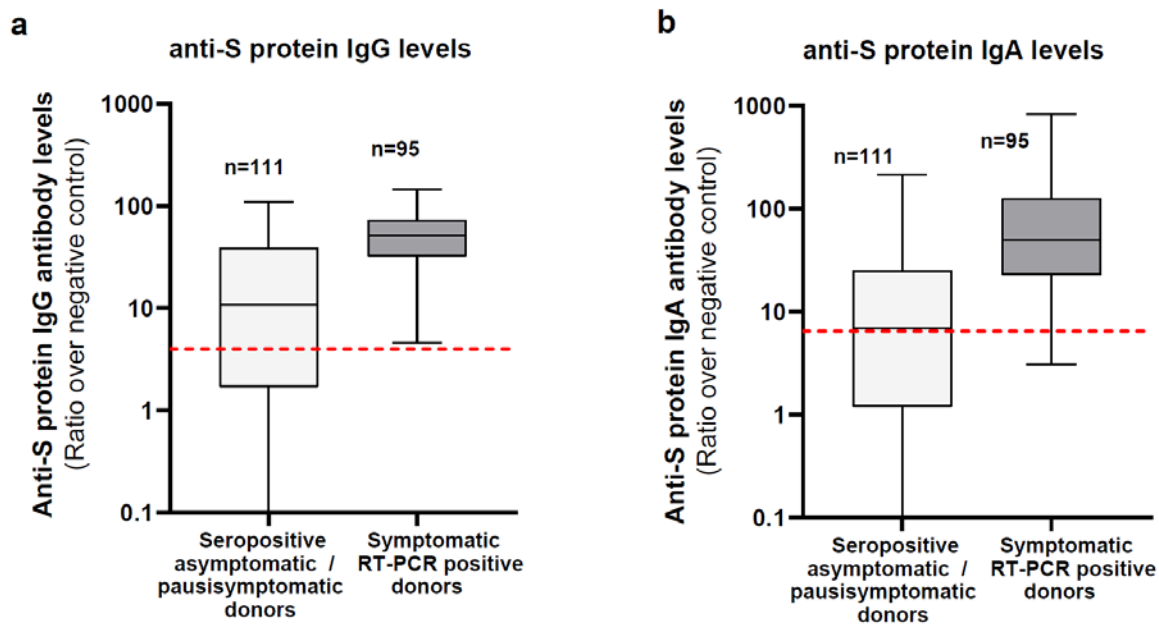 a
anti-S protein IgG levels
Anti-S protein IgG antibody levels
(Ratio over negative control)
1000
100
10
1
0.1
n=111
n=95
Seropositive
asymptomatic /
pausisymptomatic
donors
Symptomatic
RT-PCR positive
donors
b
anti-S protein IgA levels
Anti-S protein IgA antibody levels
(Ratio over negative control)
1000
100
10
1
0.1
n=111
n=95
Seropositive
asymptomatic /
pausisymptomatic
donors
Symptomatic
RT-PCR positive
donors